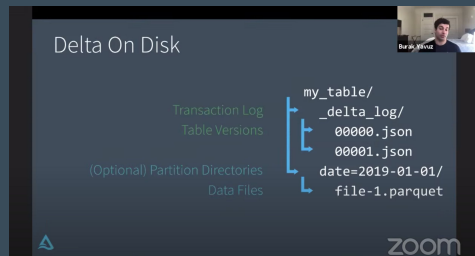 Delta On Disk
Burak Yavuz
my_table/
Transaction Log
_delta_log/
Table Versions
00000.json
00001.json
(Optional) Partition Directories
date=2019-01-01/
Data Files
file-1.parquet
zoom